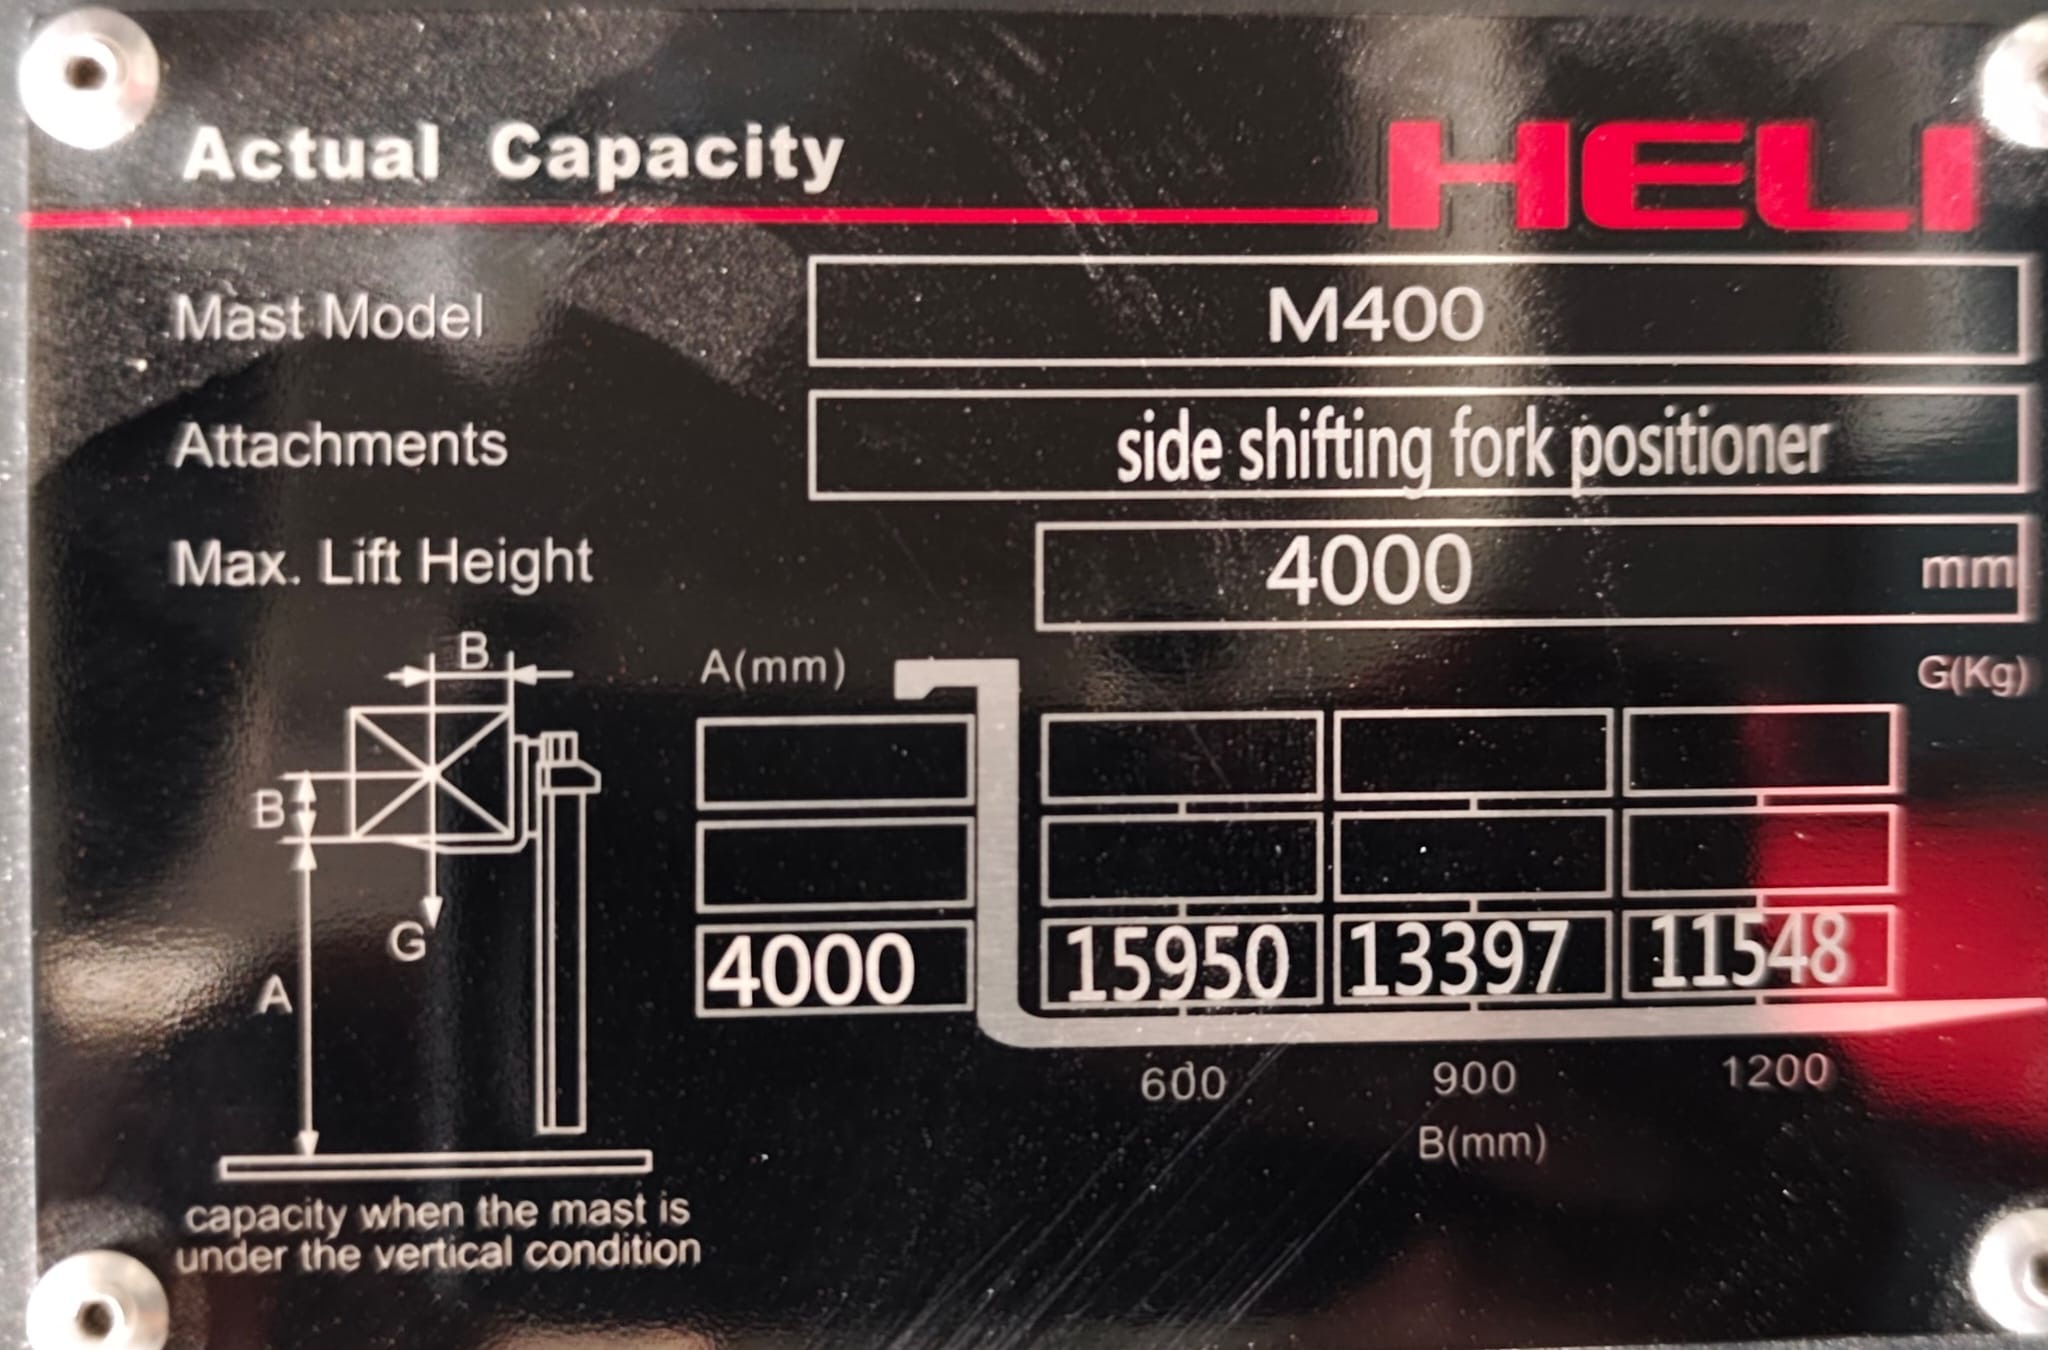 Actual Capacity HELI
Mast Model M400
Attachments side shifting fork positioner
Max. Lift Height 4000 mm
B
A(mm) G(Kg)
B
G
A
4000 15950 13397 11548
600 900 1200
B(mm)
capacity when the mast is
under the vertical condition